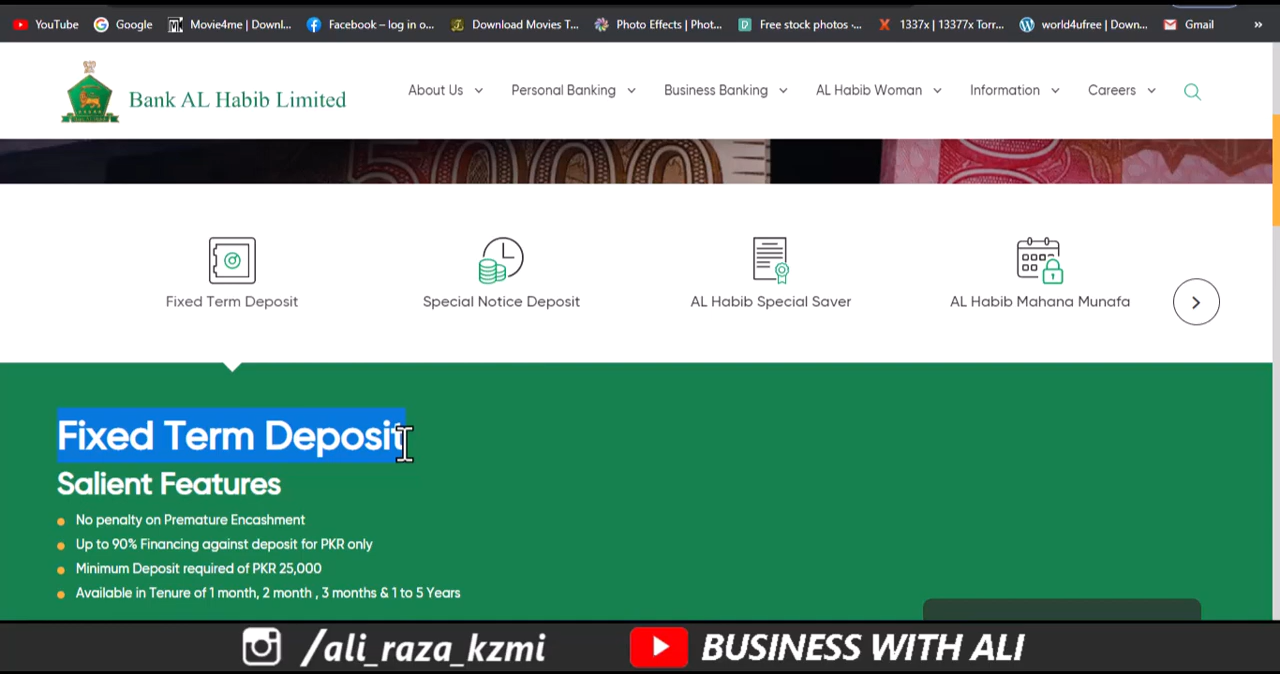 YouTube Google Movie4me | Downl... Facebook – log in o... Download Movies T... Photo Effects | Phot... Free stock photos -... 1337x | 13377x Torr... world4ufree | Down... Gmail »
Bank AL Habib Limited
About Us Personal Banking Business Banking AL Habib Woman Information Careers
5000
Fixed Term Deposit Special Notice Deposit AL Habib Special Saver AL Habib Mahana Munafa
Fixed Term Deposit
Salient Features
No penalty on Premature Encashment
Up to 90% Financing against deposit for PKR only
Minimum Deposit required of PKR 25,000
Available in Tenure of 1 month, 2 month , 3 months & 1 to 5 Years
/ali_raza_kzmi BUSINESS WITH ALI